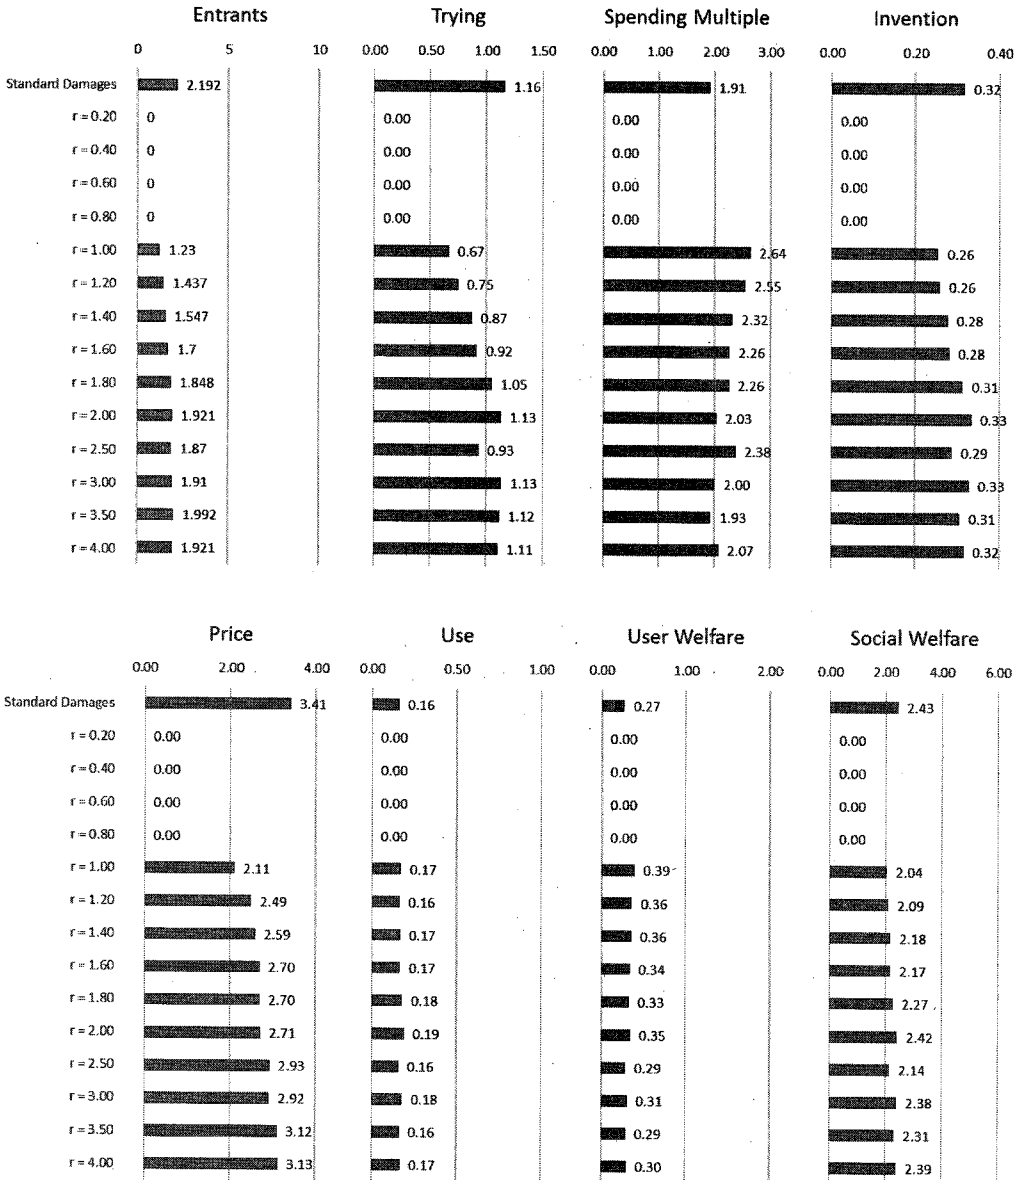 Entrants Trying Spending Multiple Invention
0 5 10 0.00 0.50 1.00 1.50 0.00 1.00 2.00 3.00 0.00 0.20 0.40
Standard Damages 2.192 1.16 1.91 0.32
r = 0.20 0 0.00 0.00 0.00
r = 0.40 0 0.00 0.00 0.00
r = 0.60 0 0.00 0.00 0.00
r = 0.80 0 0.00 0.00 0.00
r = 1.00 1.23 0.67 2.64 0.26
r = 1.20 1.437 0.75 2.55 0.26
r = 1.40 1.547 0.87 2.32 0.28
r = 1.60 1.7 0.92 2.26 0.28
r = 1.80 1.848 1.05 2.26 0.31
r = 2.00 1.921 1.13 2.03 0.33
r = 2.50 1.87 0.93 2.38 0.29
r = 3.00 1.91 1.13 2.00 0.33
r = 3.50 1.992 1.12 1.93 0.31
r = 4.00 1.921 1.11 2.07 0.32
Price Use User Welfare Social Welfare
0.00 2.00 4.00 0.00 0.50 1.00 0.00 1.00 2.00 0.00 2.00 4.00 6.00
Standard Damages 3.41 0.16 0.27 2.43
r = 0.20 0.00 0.00 0.00 0.00
r = 0.40 0.00 0.00 0.00 0.00
r = 0.60 0.00 0.00 0.00 0.00
r = 0.80 0.00 0.00 0.00 0.00
r = 1.00 2.11 0.17 0.39 2.04
r = 1.20 2.49 0.16 0.36 2.09
r = 1.40 2.59 0.17 0.36 2.18
r = 1.60 2.70 0.17 0.34 2.17
r = 1.80 2.70 0.18 0.33 2.27
r = 2.00 2.71 0.19 0.35 2.42
r = 2.50 2.93 0.16 0.29 2.14
r = 3.00 2.92 0.18 0.31 2.38
r = 3.50 3.12 0.16 0.29 2.31
r = 4.00 3.13 0.17 0.30 2.39